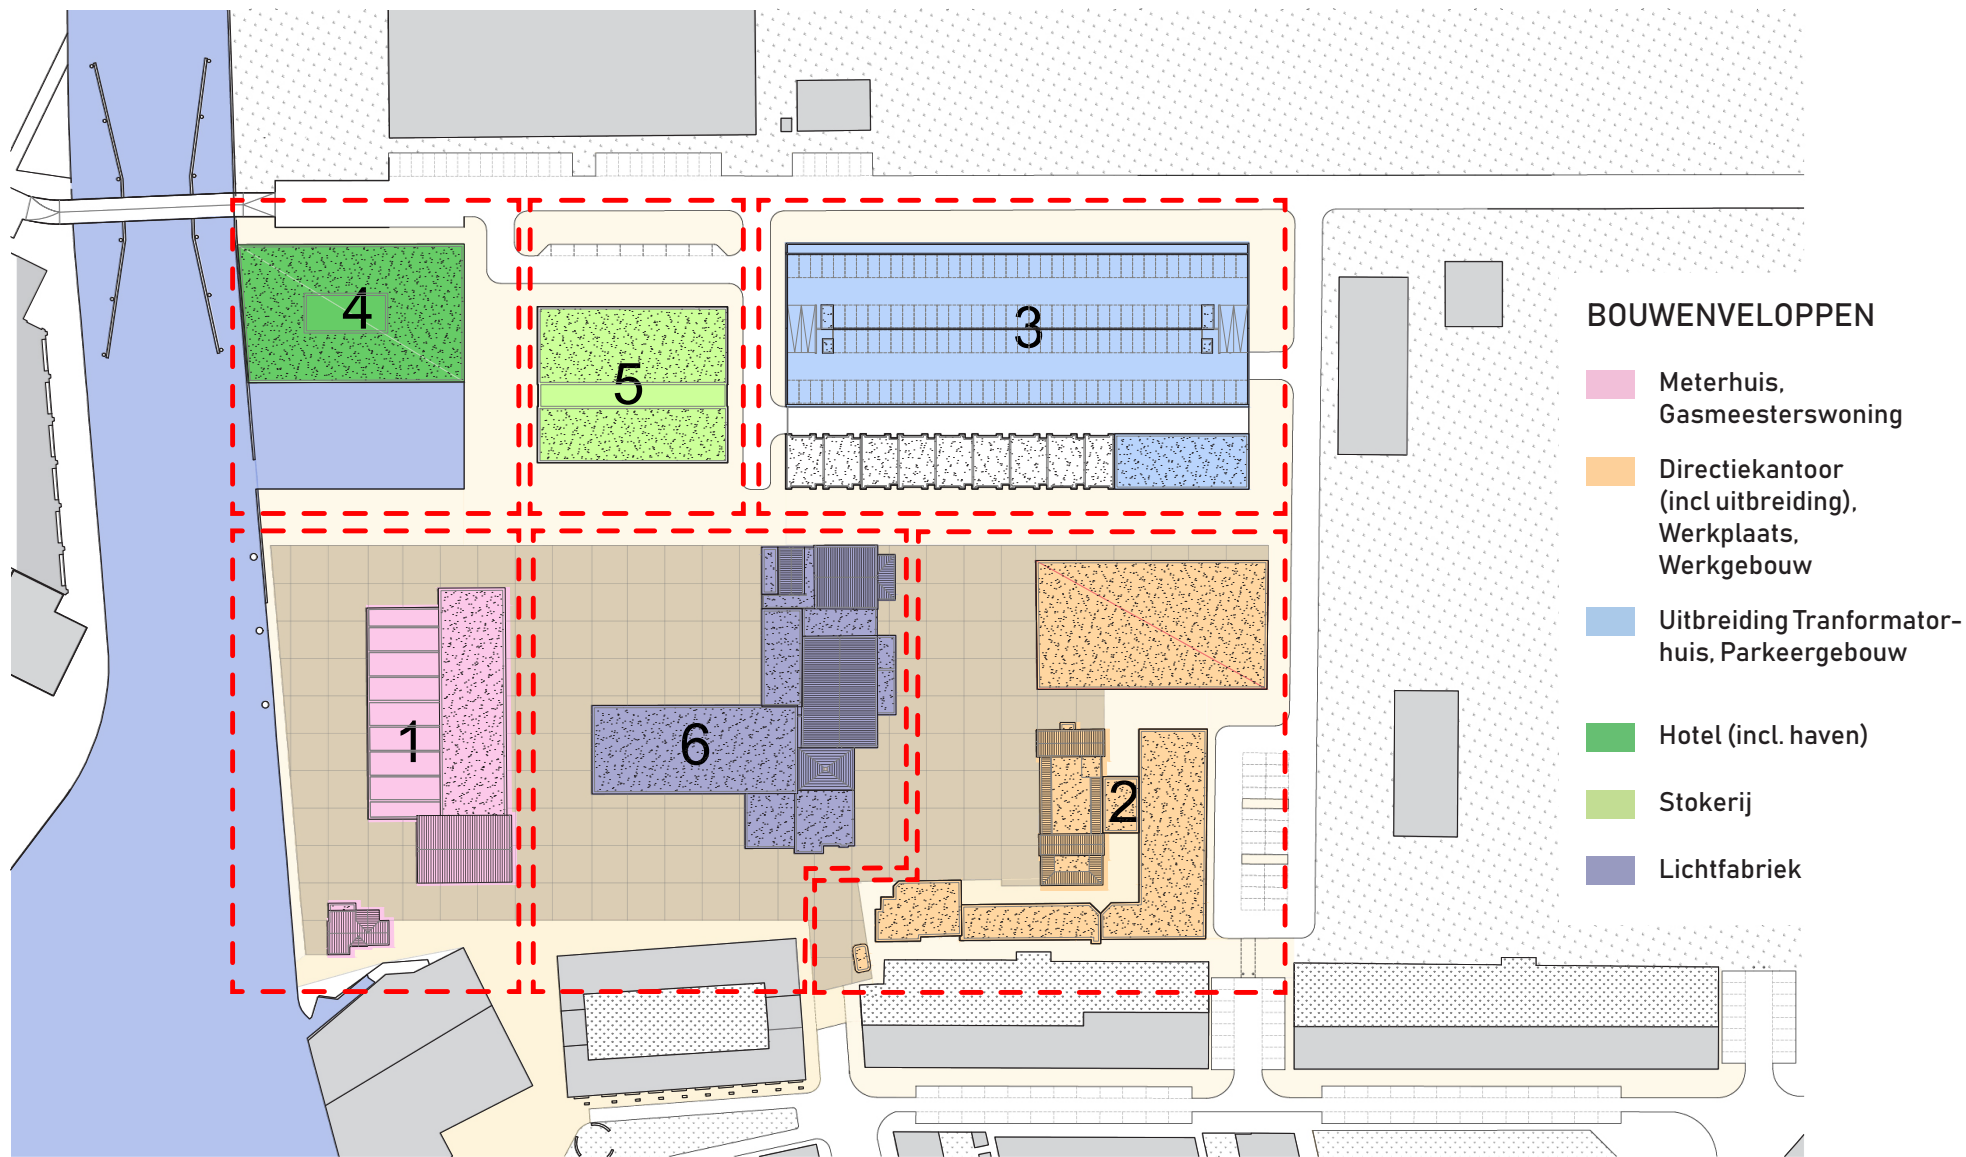 4
5
3
1
6
2
BOUWENVELOPPEN
Meterhuis,
Gasmeesterswoning
Directiekantoor
(incl uitbreiding),
Werkplaats,
Werkgebouw
Uitbreiding Tranformator-
huis, Parkeergebouw
Hotel (incl. haven)
Stokerij
Lichtfabriek